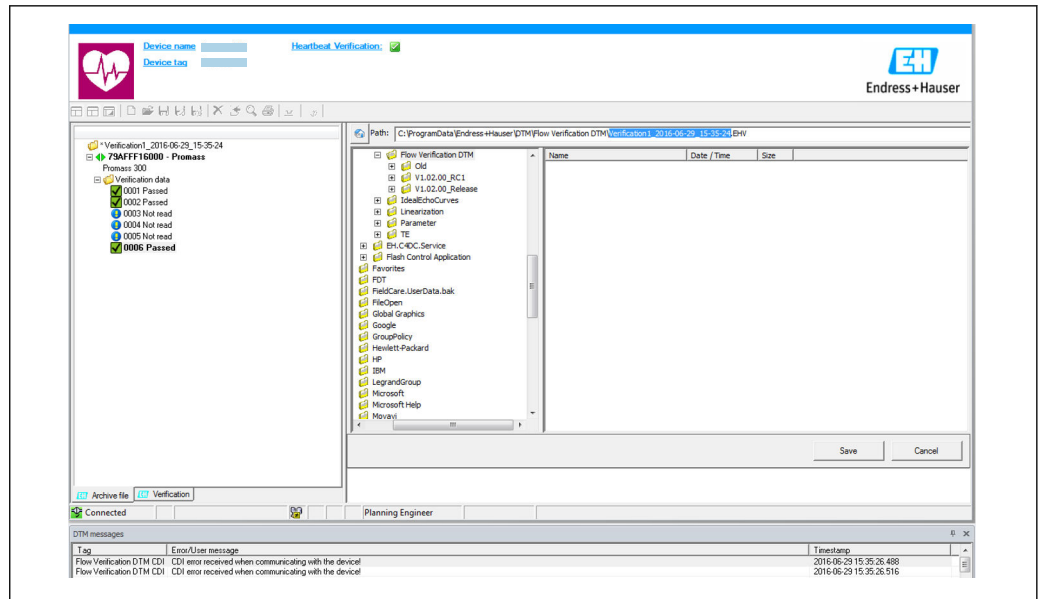 Device name
Heartbeat Verification:
Device tag
EH
Endress+Hauser
Path: C:\ProgramData\Endress+Hauser\DTM\Flow Verification DTM\Verification1_2016-06-29_15-35-24.EHV
* Verification1_2016-06-29_15-35-24
79AFFF16000 - Promass
Promass 300
Verification data
0001 Passed
0002 Passed
0003 Not read
0004 Not read
0005 Not read
0006 Passed
Flow Verification DTM
Old
V1.02.00_RC1
V1.02.00_Release
IdealEchoCurves
Linearization
Parameter
TE
EH.C4DC.Service
Flash Control Application
Favorites
FDT
FieldCare.UserData.bak
FileOpen
Global Graphics
Google
GroupPolicy
Hewlett-Packard
HP
IBM
LegrandGroup
Microsoft
Microsoft Help
Movavi
Name Date / Time Size
Save Cancel
Archive file Verification
Connected Planning Engineer
DTM messages
Tag Error/User message Timestamp
Flow Verification DTM CDI CDI error received when communicating with the device! 2016-06-29 15:35:26.488
Flow Verification DTM CDI CDI error received when communicating with the device! 2016-06-29 15:35:26.516